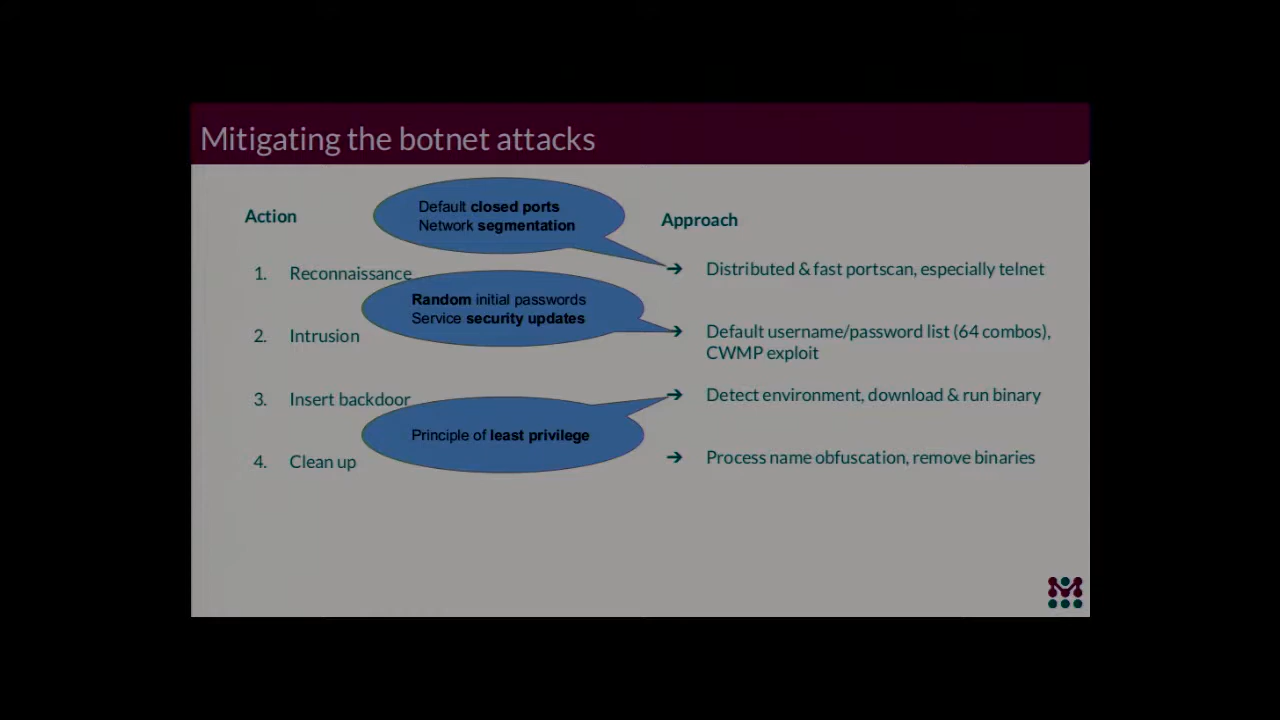 Mitigating the botnet attacks
Action
Default closed ports
Network segmentation
Approach
1. Reconnaissance
➔ Distributed & fast portscan, especially telnet
Random initial passwords
Service security updates
2. Intrusion
➔ Default username/password list (64 combos),
CWMP exploit
3. Insert backdoor
➔ Detect environment, download & run binary
Principle of least privilege
4. Clean up
➔ Process name obfuscation, remove binaries